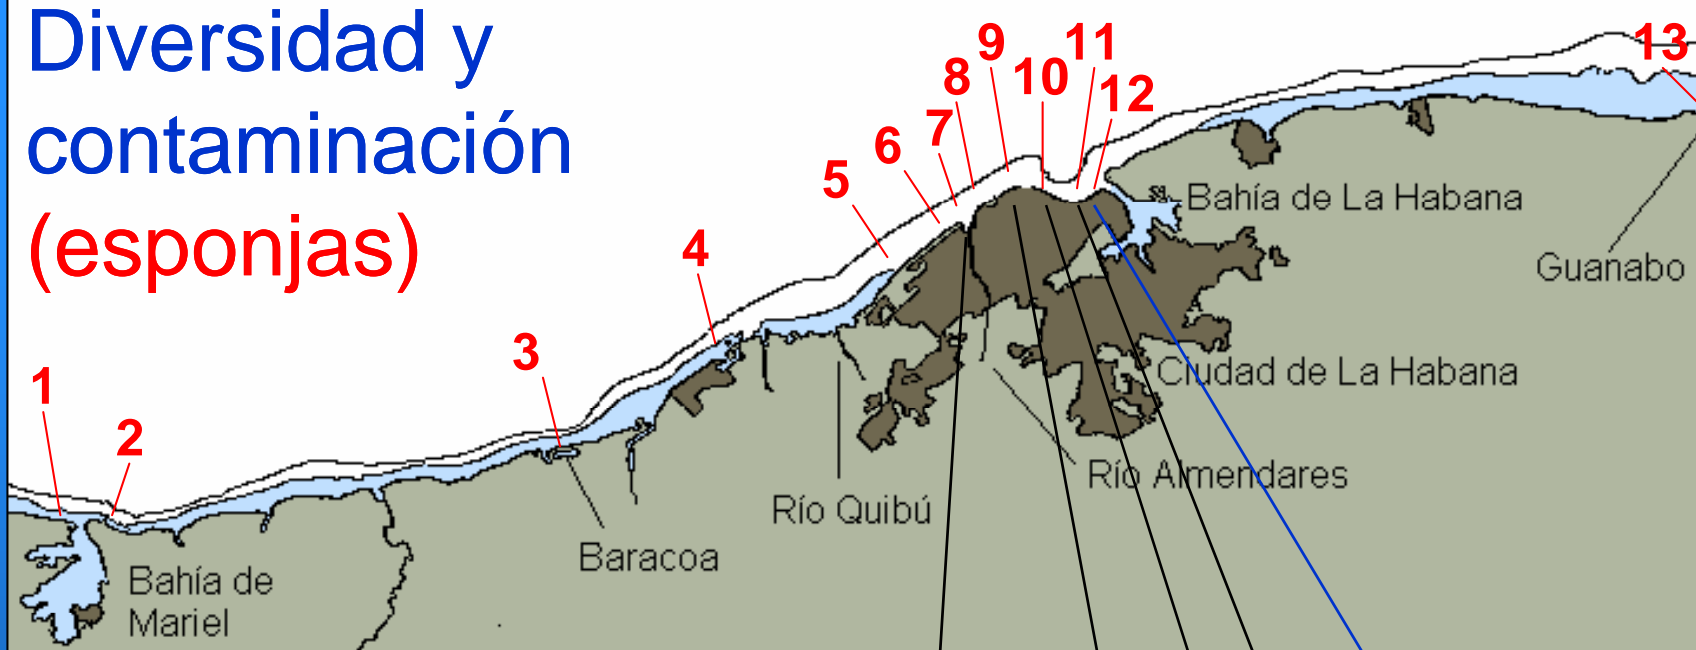 Diversidad y
contaminación
(esponjas)
1
2
3
4
5
6
7
8
9
10
11
12
13
Bahía de La Habana
Guanabo
Ciudad de La Habana
Río Almendares
Río Quibú
Baracoa
Bahía de
Mariel